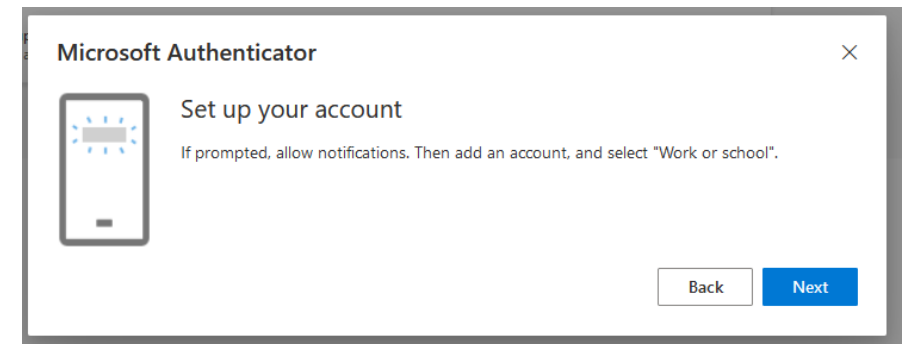 Microsoft Authenticator
Set up your account
If prompted, allow notifications. Then add an account, and select "Work or school".
Back
Next